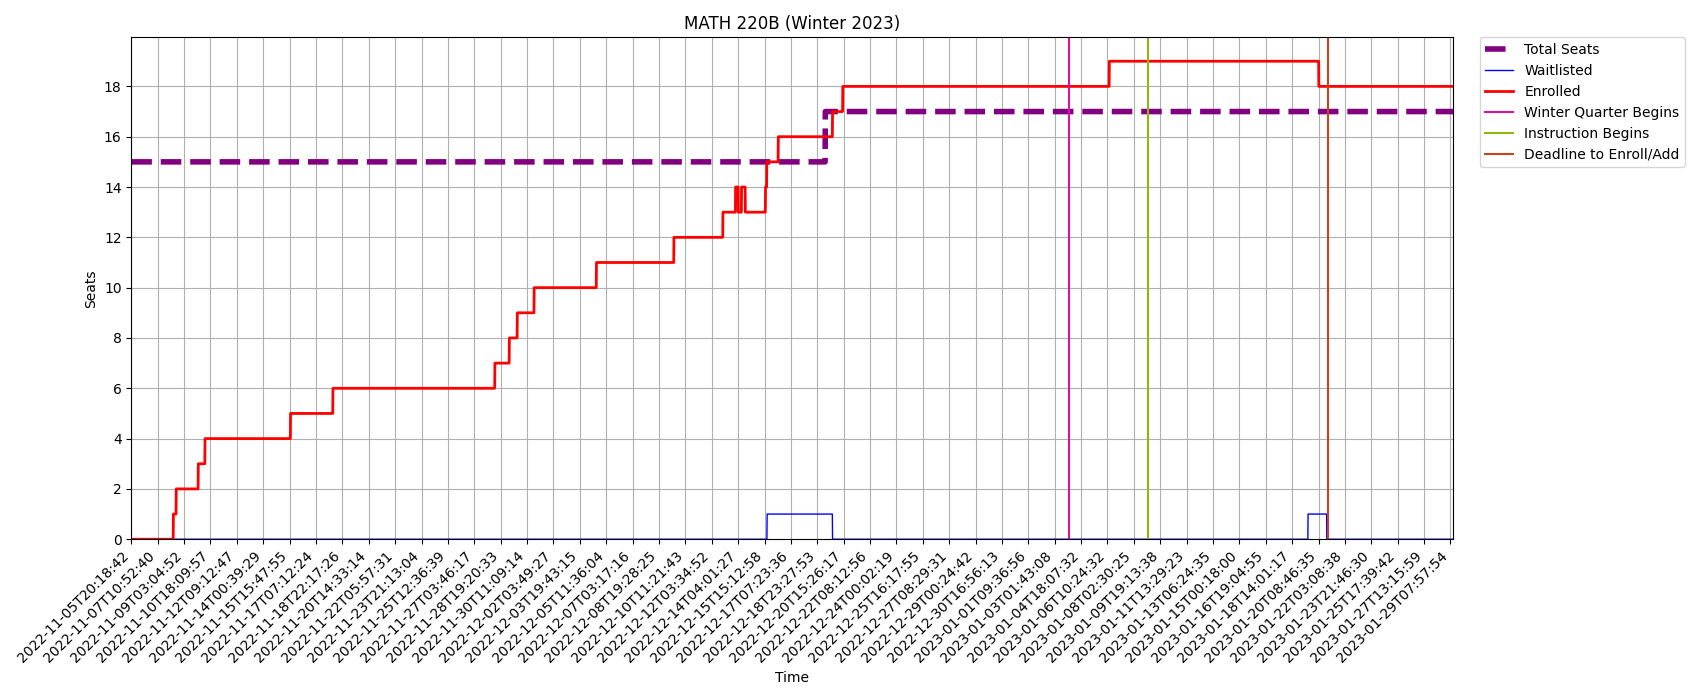 MATH 220B (Winter 2023)
Total Seats
Waitlisted
Enrolled
Winter Quarter Begins
Instruction Begins
Deadline to Enroll/Add
Seats
18
16
14
12
10
8
6
4
2
0
2022-11-05T20:18:42
2022-11-07T10:52:40
2022-11-09T03:04:52
2022-11-10T18:09:57
2022-11-12T09:12:47
2022-11-14T00:39:29
2022-11-15T15:47:55
2022-11-17T07:12:24
2022-11-18T22:17:26
2022-11-20T14:33:14
2022-11-22T05:57:31
2022-11-23T21:13:04
2022-11-25T12:36:39
2022-11-27T03:46:17
2022-11-28T19:20:33
2022-11-30T11:09:14
2022-12-02T03:49:27
2022-12-03T19:43:15
2022-12-05T11:36:04
2022-12-07T03:17:16
2022-12-08T19:28:25
2022-12-10T11:21:43
2022-12-12T03:34:52
2022-12-14T04:01:27
2022-12-15T15:12:58
2022-12-17T07:23:36
2022-12-18T23:27:53
2022-12-20T15:26:17
2022-12-22T08:12:56
2022-12-24T00:02:19
2022-12-25T16:17:55
2022-12-27T08:29:31
2022-12-29T00:24:42
2022-12-30T16:56:13
2023-01-01T09:36:56
2023-01-03T01:43:08
2023-01-04T18:07:32
2023-01-06T10:24:32
2023-01-08T02:30:25
2023-01-09T19:13:38
2023-01-11T13:29:23
2023-01-13T06:24:35
2023-01-15T00:18:00
2023-01-16T19:04:55
2023-01-18T14:01:17
2023-01-20T08:46:35
2023-01-22T03:08:38
2023-01-23T21:46:30
2023-01-25T17:39:42
2023-01-27T13:15:59
2023-01-29T07:57:54
Time